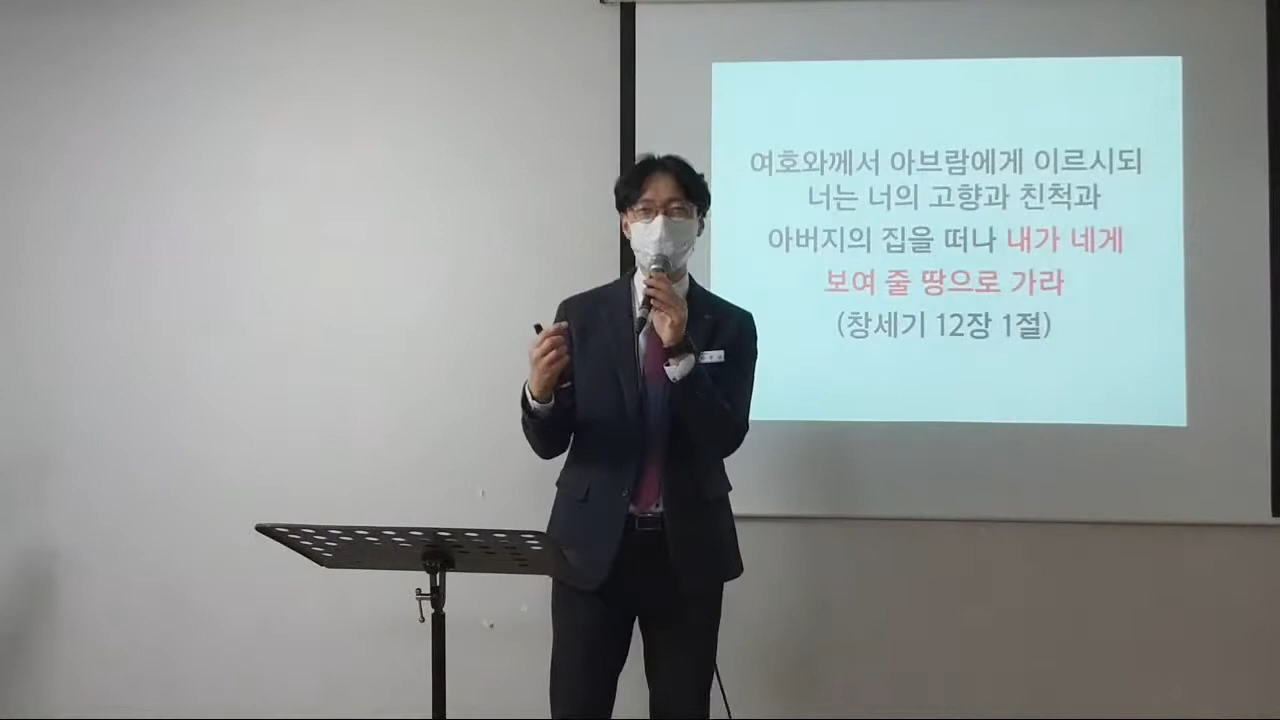 여호와께서 아브람에게 이르시되
너는 너의 고향과 친척과
아버지의 집을 떠나 내가 네게
보여 줄 땅으로 가라
(창세기 12장 1절)